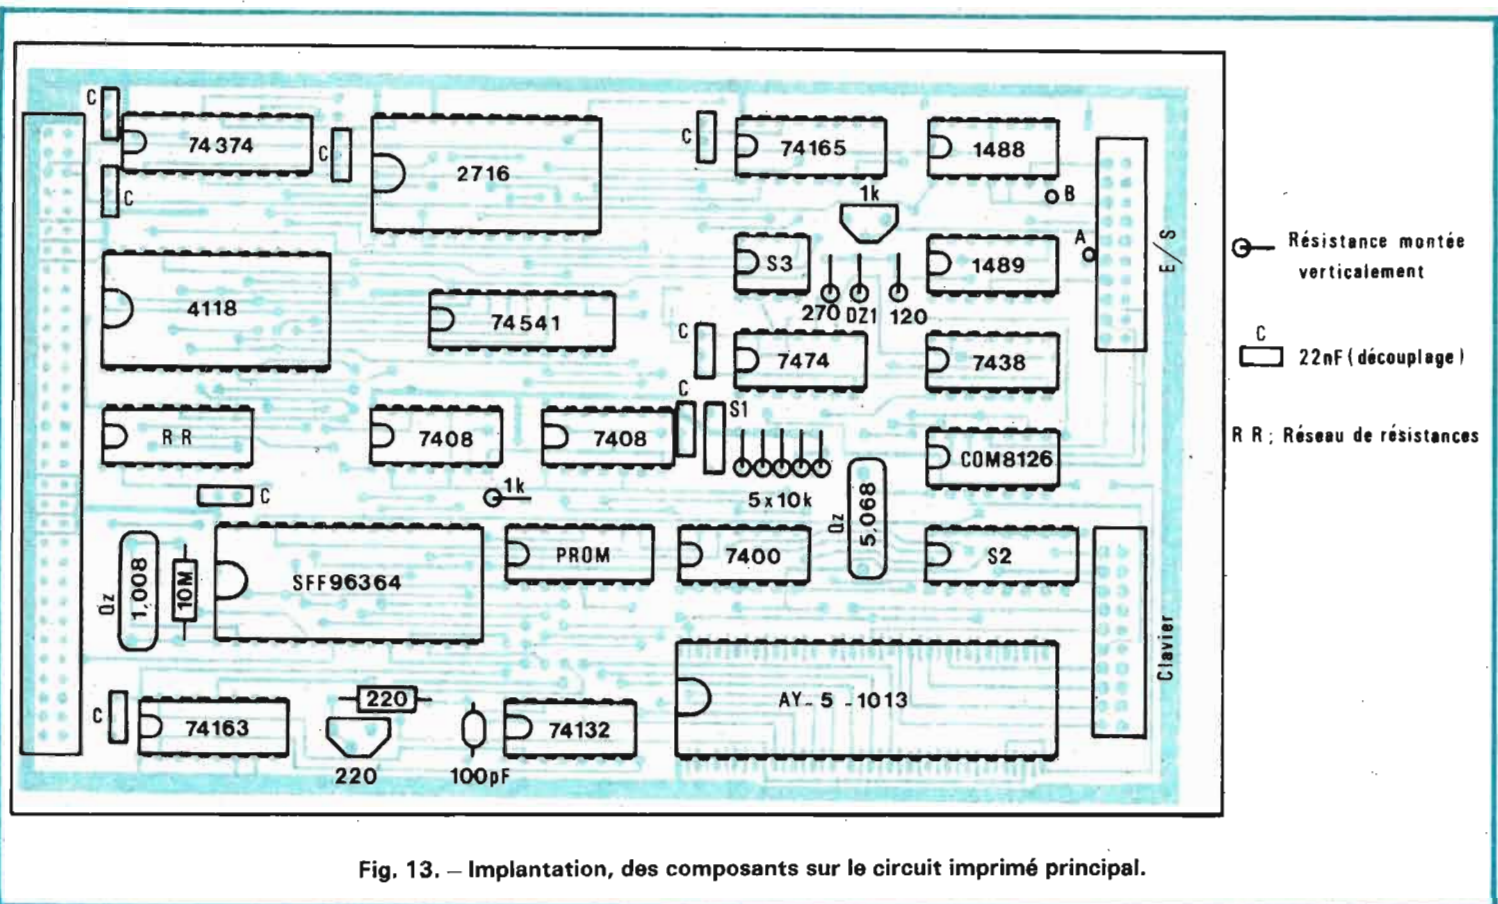 C
74374
C
2716
C
74165
1488
C
1k
B
A
E/S
S3
1489
4118
74541
270
DZ1
120
C
7474
7438
C
S1
RR
7408
7408
COM8126
C
1k
5x10k
Qz
5,068
Qz
1,008
10M
SFF96364
PROM
7400
S2
Clavier
C
74163
220
220
100pF
74132
AY-5-1013
Résistance montée
verticalement
C
22nF (découplage)
RR ; Réseau de résistances
Fig. 13. — Implantation, des composants sur le circuit imprimé principal.